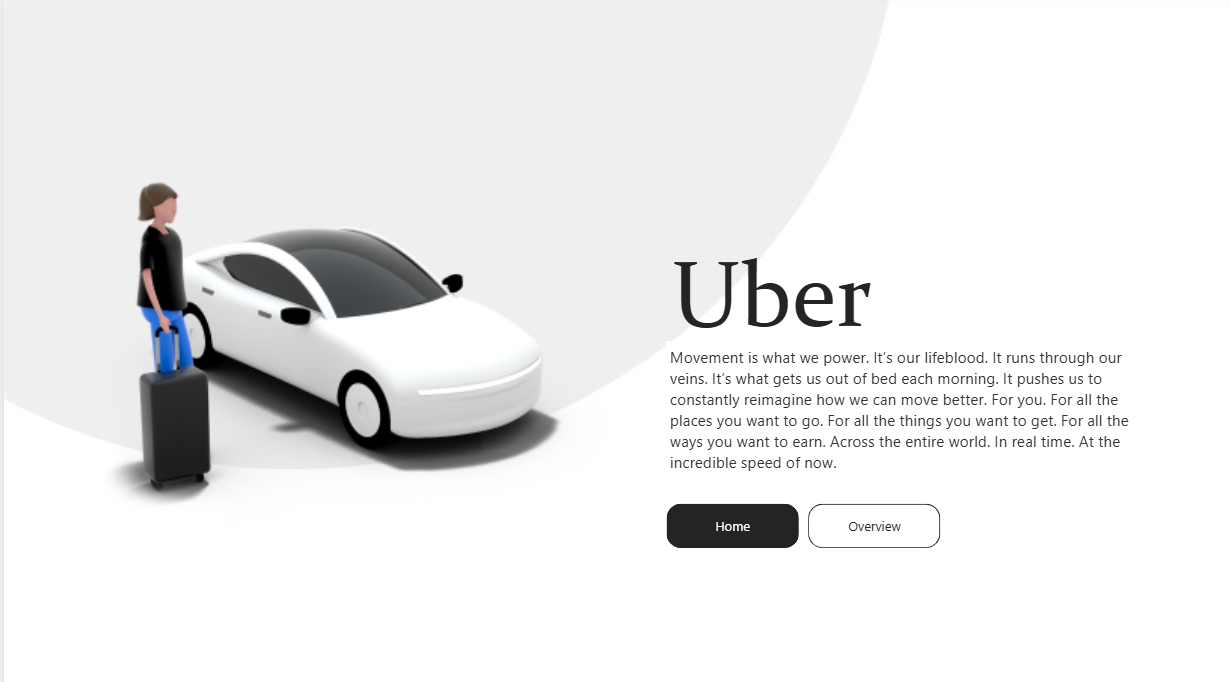 Uber
Movement is what we power. It’s our lifeblood. It runs through our
veins. It’s what gets us out of bed each morning. It pushes us to
constantly reimagine how we can move better. For you. For all the
places you want to go. For all the things you want to get. For all the
ways you want to earn. Across the entire world. In real time. At the
incredible speed of now.
Home
Overview